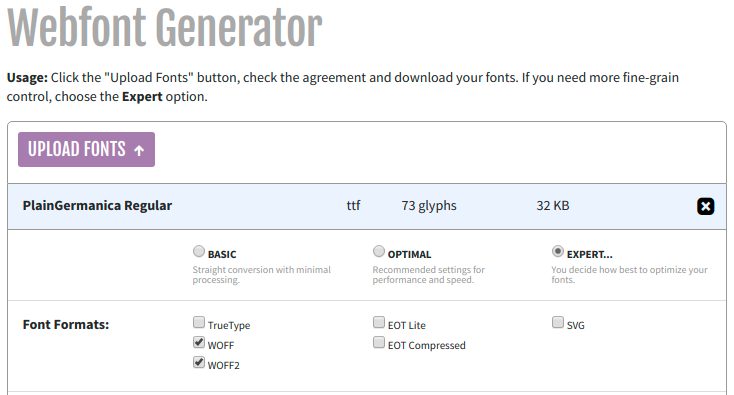 Webfont Generator
Usage: Click the "Upload Fonts" button, check the agreement and download your fonts. If you need more fine-grain
control, choose the Expert option.
UPLOAD FONTS
PlainGermanica Regular ttf 73 glyphs 32 KB
BASIC OPTIMAL EXPERT...
Straight conversion with minimal Recommended settings for You decide how best to optimize your
processing. performance and speed. fonts.
Font Formats: TrueType EOT Lite SVG
WOFF EOT Compressed
WOFF2